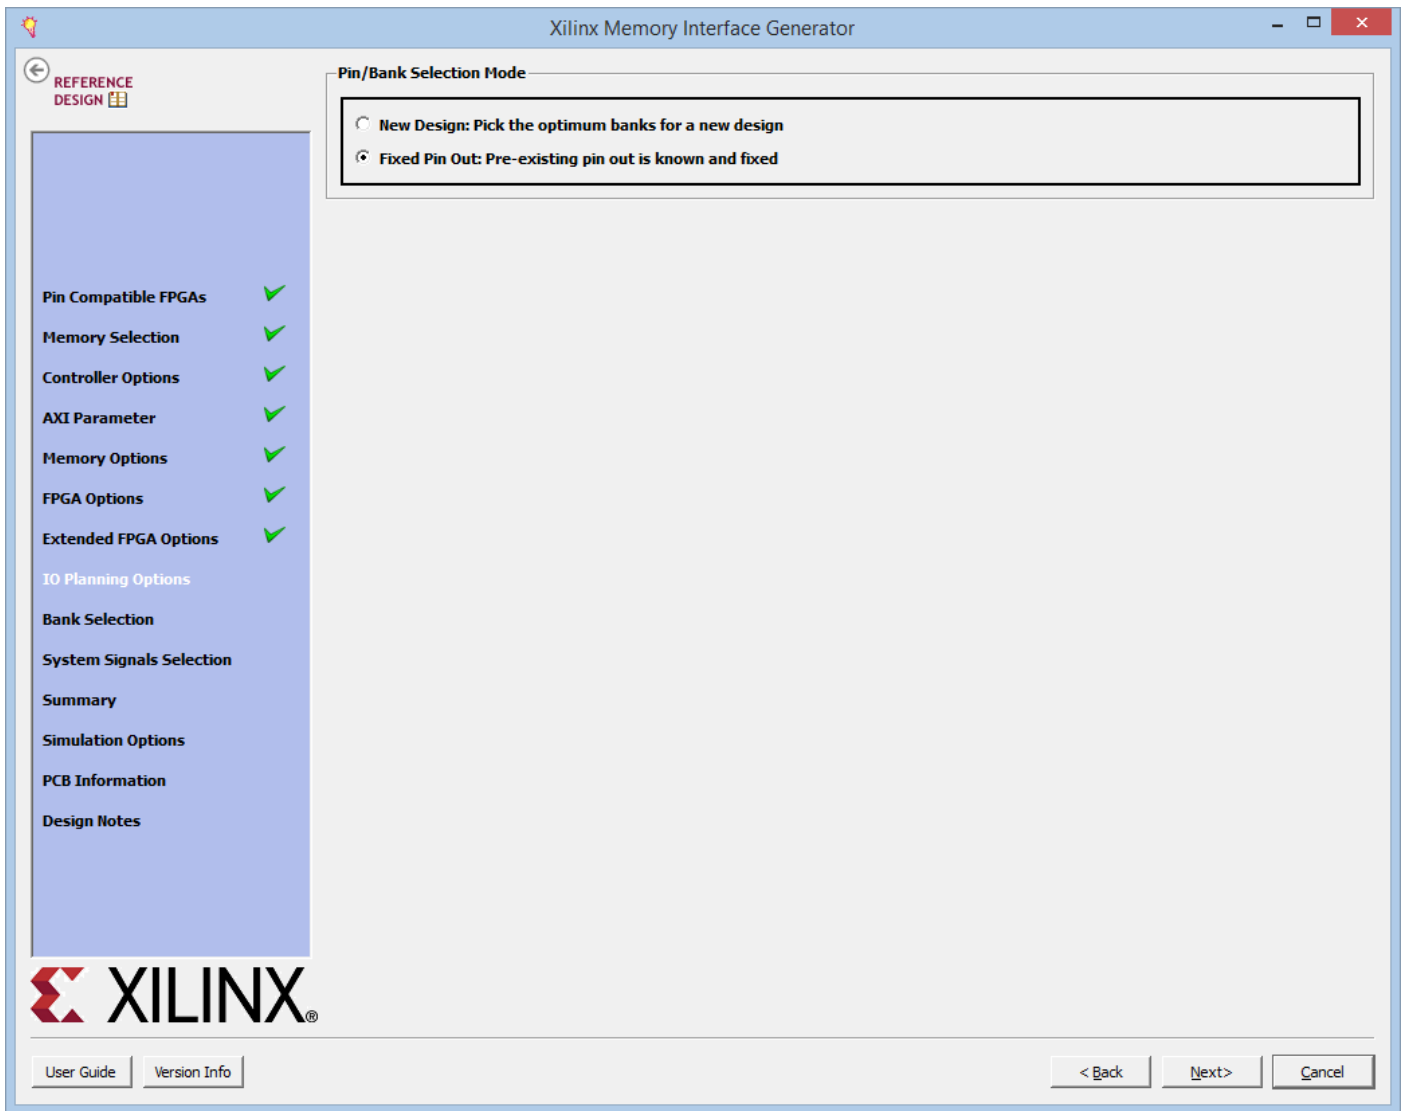 Xilinx Memory Interface Generator
REFERENCE
DESIGN
Pin/Bank Selection Mode
New Design: Pick the optimum banks for a new design
Fixed Pin Out: Pre-existing pin out is known and fixed
Pin Compatible FPGAs
Memory Selection
Controller Options
AXI Parameter
Memory Options
FPGA Options
Extended FPGA Options
IO Planning Options
Bank Selection
System Signals Selection
Summary
Simulation Options
PCB Information
Design Notes
XILINX®
User Guide
Version Info
< Back
Next>
Cancel